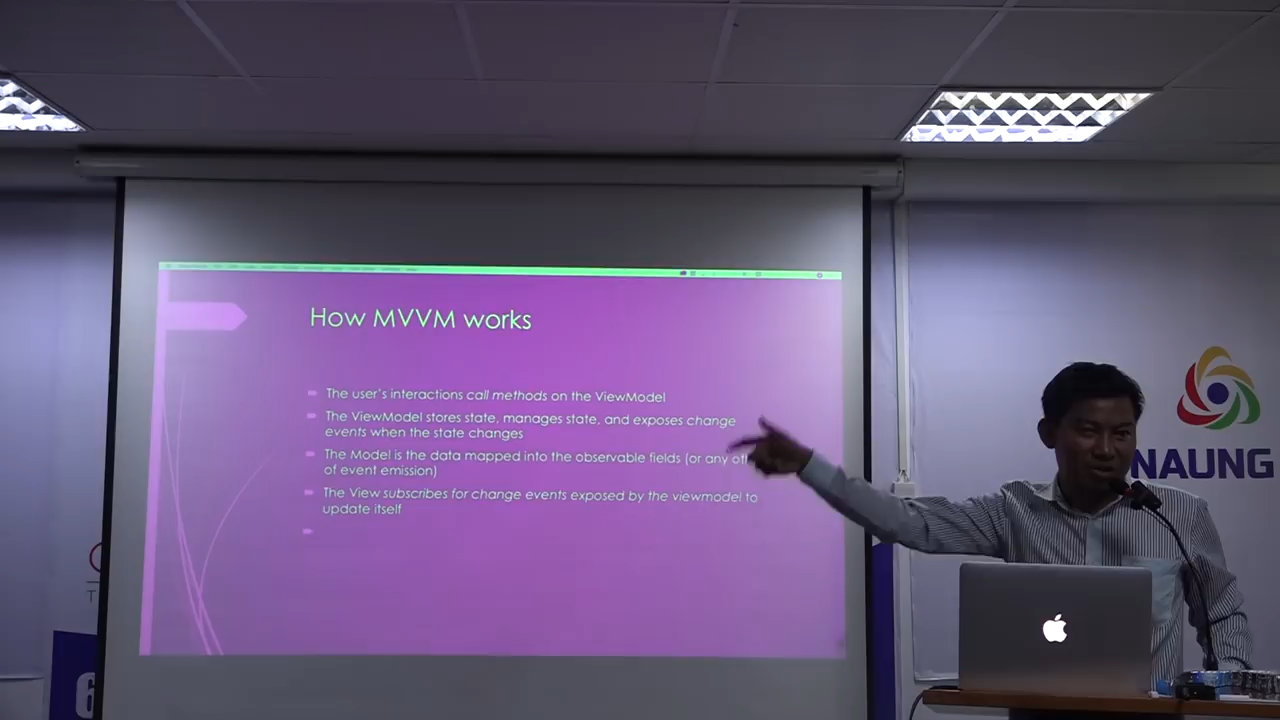 How MVVM works
The user's interactions call methods on the ViewModel
The ViewModel stores state, manages state, and exposes change
events when the state changes
The Model is the data mapped into the observable fields (or any
of event emission)
The View subscribes for change events exposed by the viewmodel to
update itself
NAUNG
6